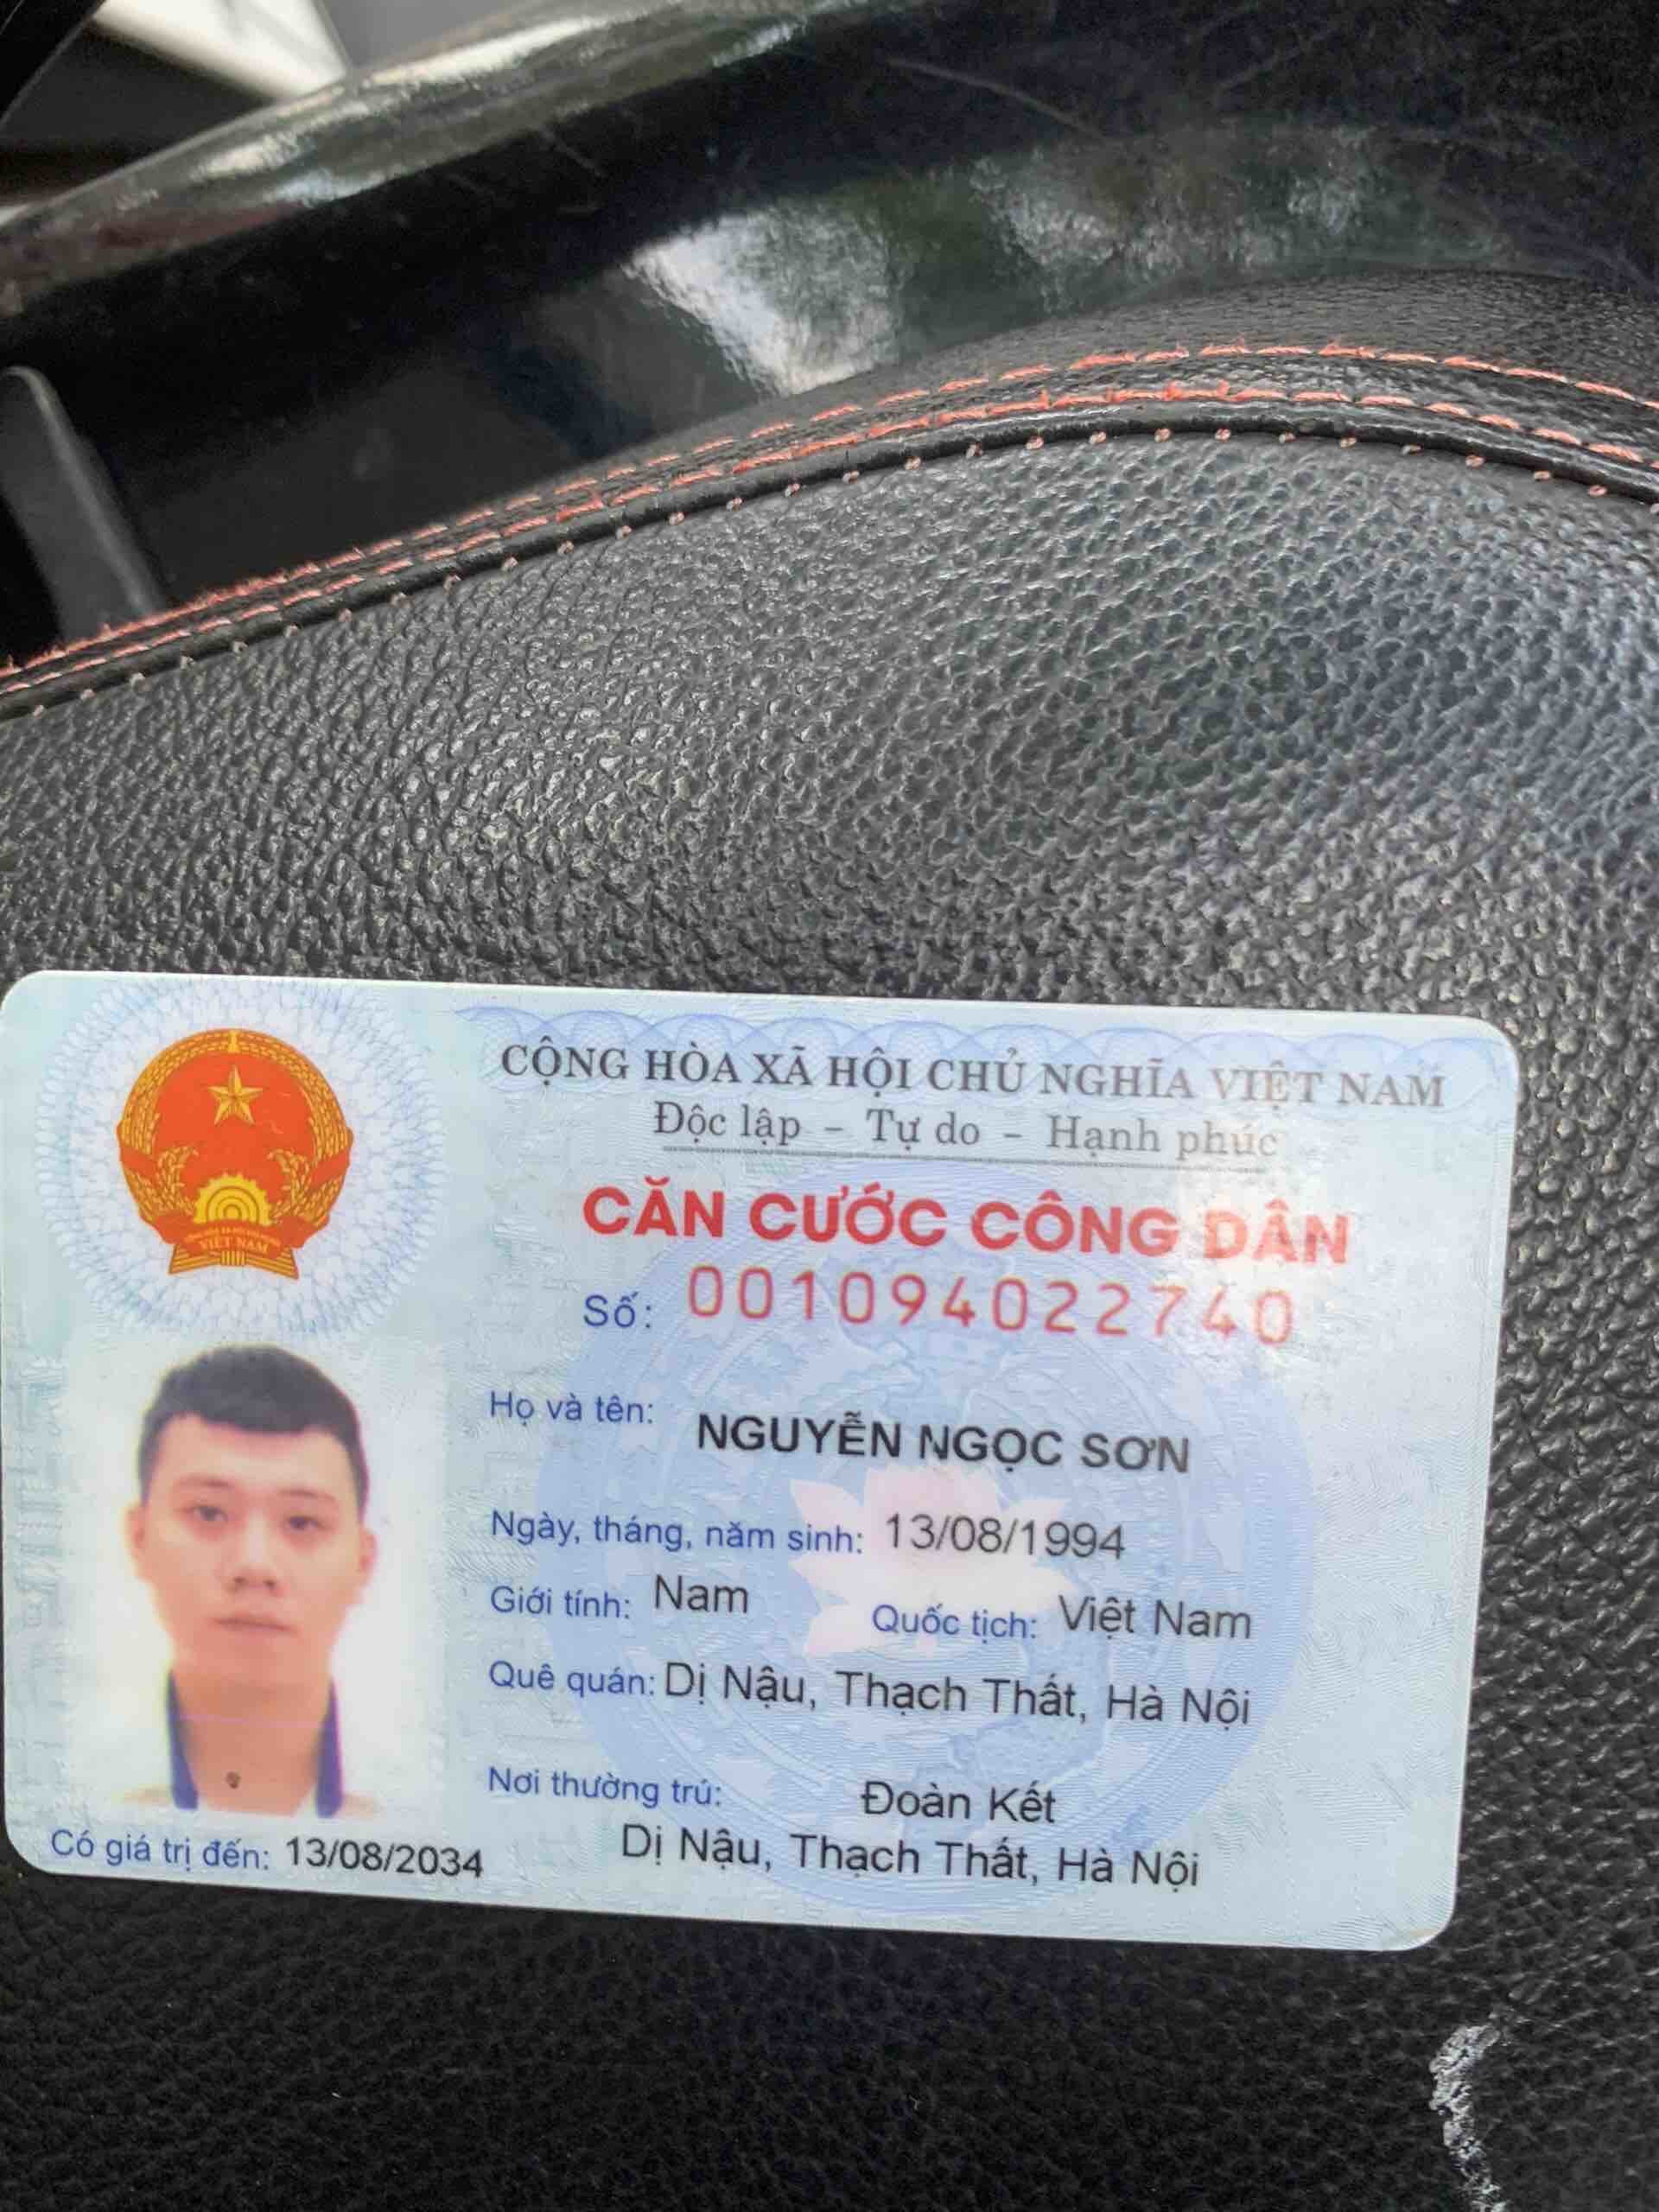 CỘNG HÒA XÃ HỘI CHỦ NGHĨA VIỆT NAM
Độc lập - Tự do - Hạnh phúc
CĂN CƯỚC CÔNG DÂN
Số: 001094022740
Họ và tên: NGUYỄN NGỌC SƠN
Ngày, tháng, năm sinh: 13/08/1994
Giới tính: Nam Quốc tịch: Việt Nam
Quê quán: Dị Nậu, Thạch Thất, Hà Nội
Nơi thường trú: Đoàn Kết
Dị Nậu, Thạch Thất, Hà Nội
Có giá trị đến: 13/08/2034
VIỆT NAM